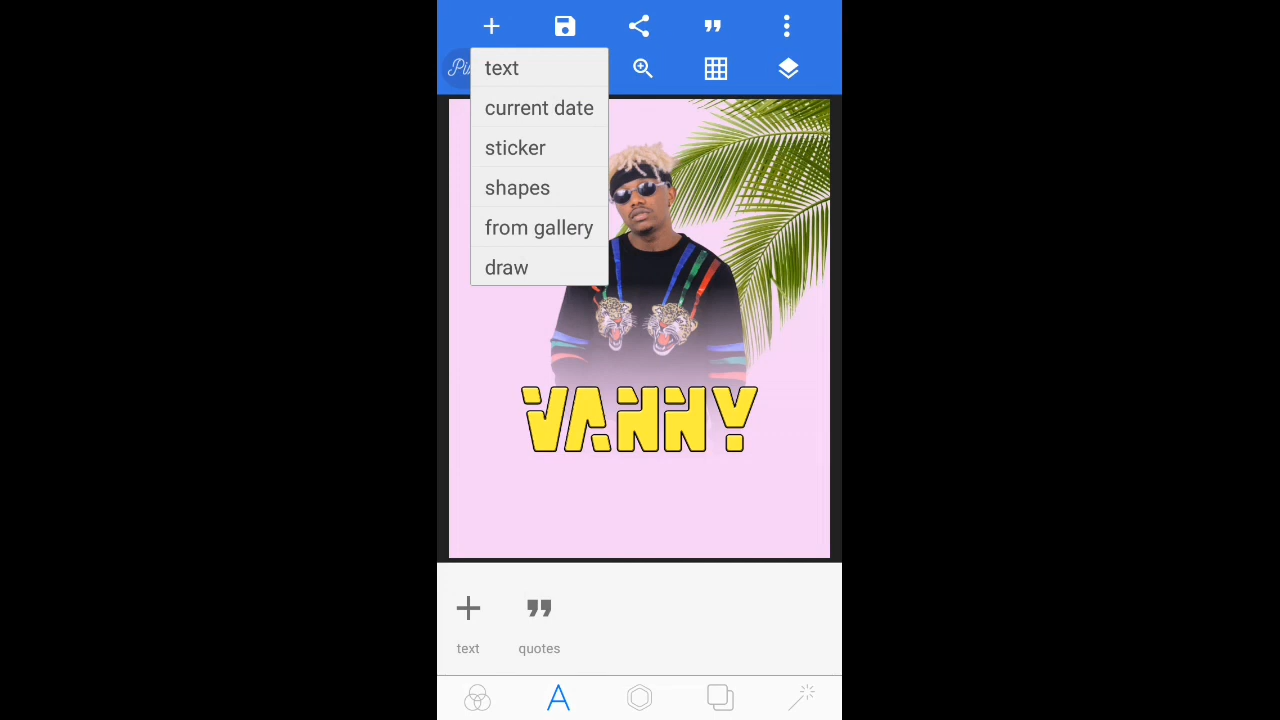 text
current date
sticker
shapes
from gallery
draw
VANNY
text
quotes